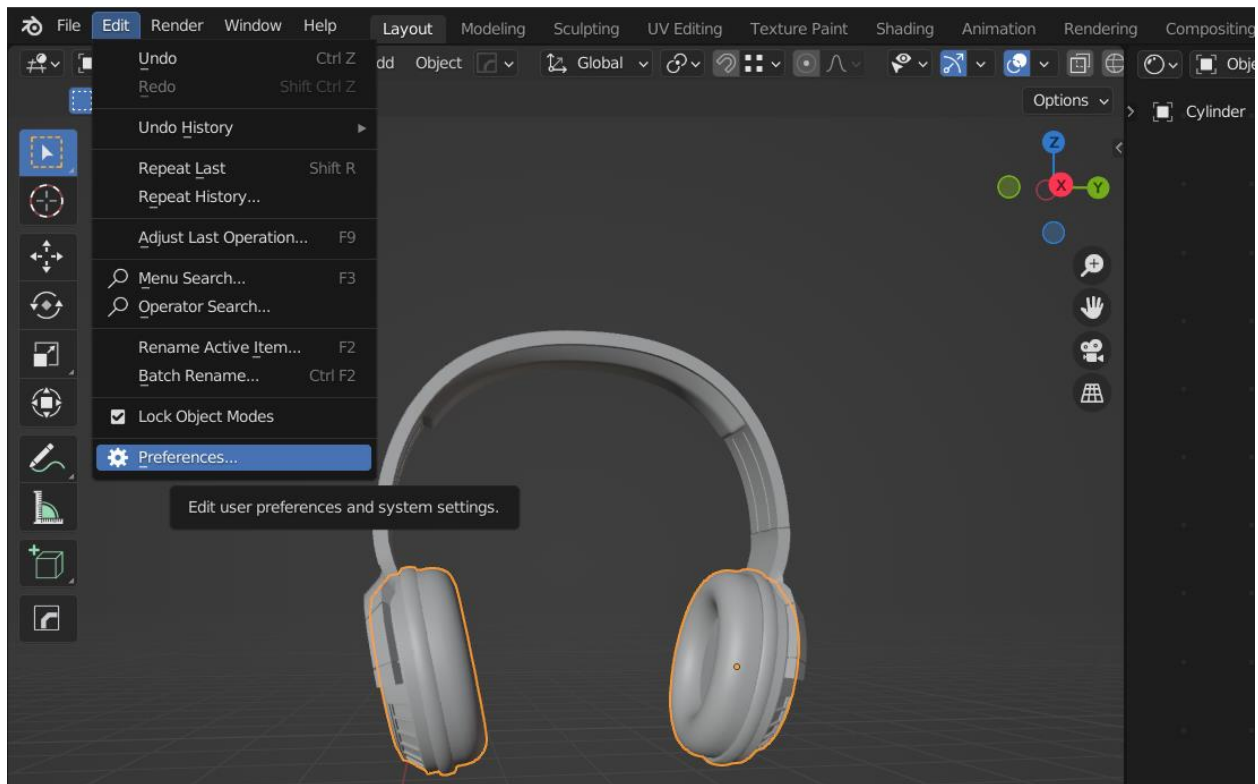 File Edit Render Window Help Layout Modeling Sculpting UV Editing Texture Paint Shading Animation Rendering Compositing
dd Object Global Obje
Options
Cylinder
Undo Ctrl Z
Redo Shift Ctrl Z
Undo History
Repeat Last Shift R
Repeat History...
Adjust Last Operation... F9
Menu Search... F3
Operator Search...
Rename Active Item... F2
Batch Rename... Ctrl F2
Lock Object Modes
Preferences...
Edit user preferences and system settings.
Z
X Y